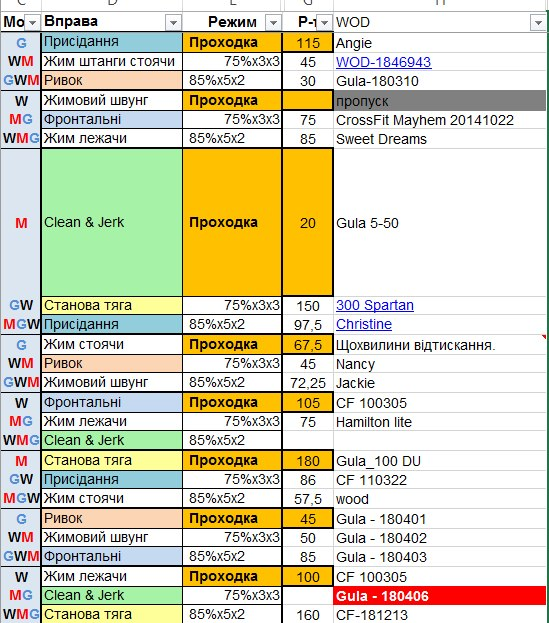 Мо Вправа Режим Р-т WOD
G Присідання Проходка 115 Angie
WM Жим штанги стоячи 75%x3x3 45 WOD-1846943
GWM Ривок 85%x5x2 30 Gula-180310
W Жимовий швунг Проходка пропуск
MG Фронтальні 75%x3x3 75 CrossFit Mayhem 20141022
WMG Жим лежачи 85%x5x2 85 Sweet Dreams
M Clean & Jerk Проходка 20 Gula 5-50
GW Станова тяга 75%x3x3 150 300 Spartan
MGW Присідання 85%x5x2 97,5 Christine
G Жим стоячи Проходка 67,5 Щохвилини відтискання.
WM Ривок 75%x3x3 45 Nancy
GWM Жимовий швунг 85%x5x2 72,25 Jackie
W Фронтальні Проходка 105 CF 100305
MG Жим лежачи 75%x3x3 75 Hamilton lite
WMG Clean & Jerk 85%x5x2
M Станова тяга Проходка 180 Gula_100 DU
GW Присідання 75%x3x3 86 CF 110322
MGW Жим стоячи 85%x5x2 57,5 wood
G Ривок Проходка 45 Gula - 180401
WM Жимовий швунг 75%x3x3 50 Gula - 180402
GWM Фронтальні 85%x5x2 85 Gula - 180403
W Жим лежачи Проходка 100 CF 100305
MG Clean & Jerk 75%x3x3 Gula - 180406
WMG Станова тяга 85%x5x2 160 CF-181213